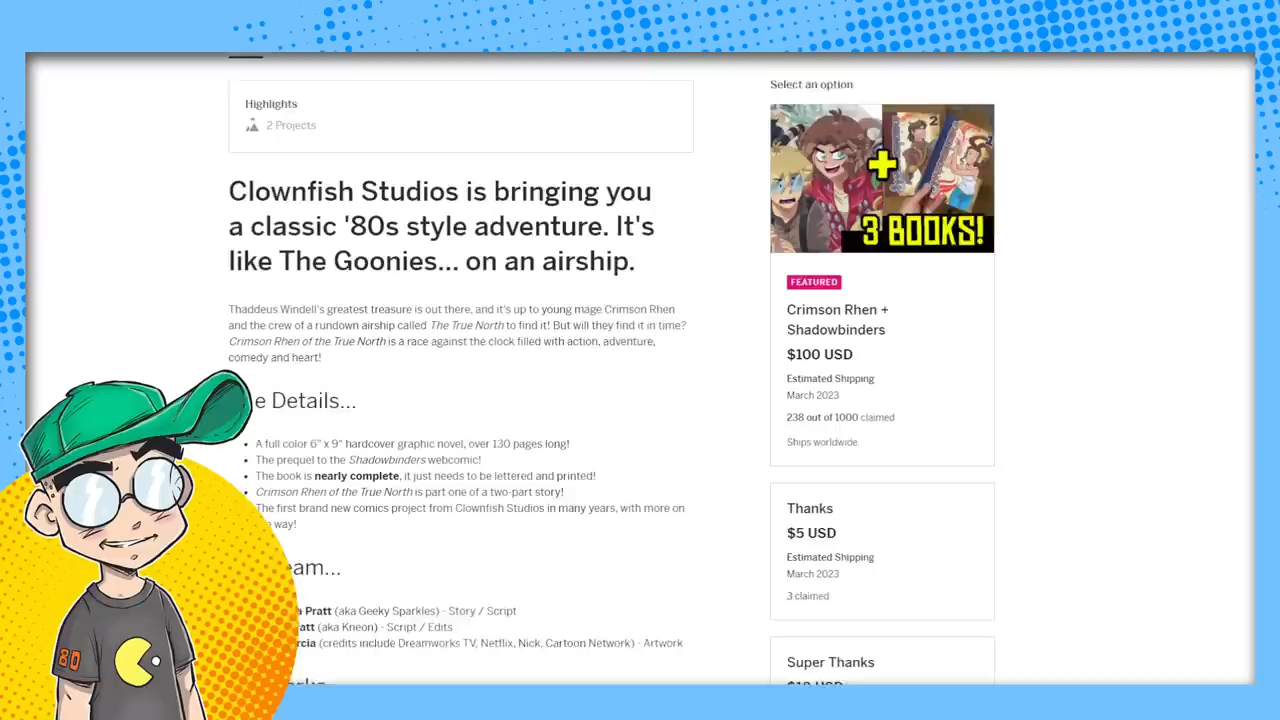 Highlights
2 Projects
Clownfish Studios is bringing you
a classic '80s style adventure. It's
like The Goonies... on an airship.
Thaddeus Windell's greatest treasure is out there, and it's up to young mage Crimson Rhen
and the crew of a rundown airship called The True North to find it! But will they find it in time?
Crimson Rhen of the True North is a race against the clock filled with action, adventure,
comedy and heart!
e Details...
A full color 6" x 9" hardcover graphic novel, over 130 pages long!
The prequel to the Shadowbinders webcomic!
The book is nearly complete, it just needs to be lettered and printed!
Crimson Rhen of the True North is part one of a two-part story!
The first brand new comics project from Clownfish Studios in many years, with more on
way!
eam...
Pratt (aka Geeky Sparkles) - Story / Script
att (aka Kneon) - Script / Edits
rcia (credits include Dreamworks TV, Netflix, Nick, Cartoon Network) - Artwork
Select an option
2
+
3 BOOKS!
FEATURED
Crimson Rhen +
Shadowbinders
$100 USD
Estimated Shipping
March 2023
238 out of 1000 claimed
Ships worldwide.
Thanks
$5 USD
Estimated Shipping
March 2023
3 claimed
Super Thanks
80